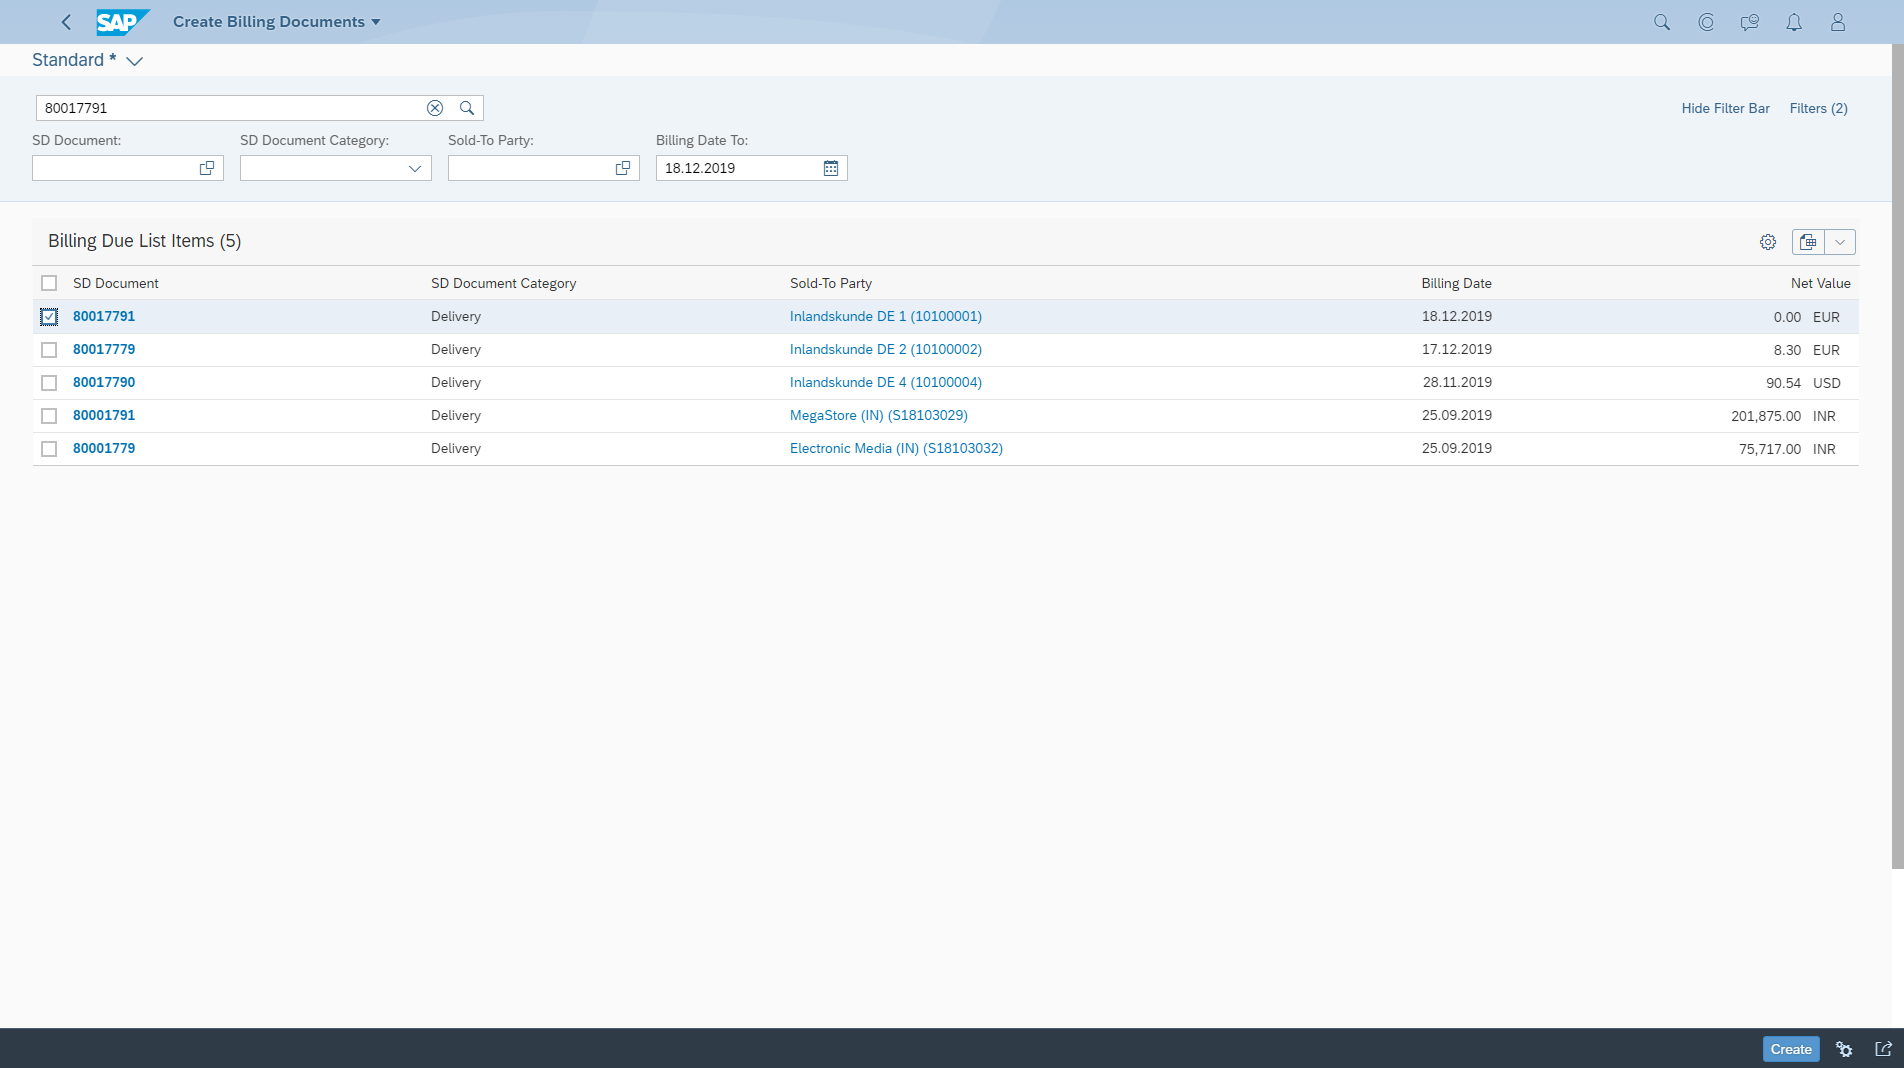 SAP Create Billing Documents
Standard *
80017791
Hide Filter Bar Filters (2)
SD Document: SD Document Category: Sold-To Party: Billing Date To:
18.12.2019
Billing Due List Items (5)
SD Document SD Document Category Sold-To Party Billing Date Net Value
80017791 Delivery Inlandskunde DE 1 (10100001) 18.12.2019 0.00 EUR
80017779 Delivery Inlandskunde DE 2 (10100002) 17.12.2019 8.30 EUR
80017790 Delivery Inlandskunde DE 4 (10100004) 28.11.2019 90.54 USD
80001791 Delivery MegaStore (IN) (S18103029) 25.09.2019 201,875.00 INR
80001779 Delivery Electronic Media (IN) (S18103032) 25.09.2019 75,717.00 INR
Create